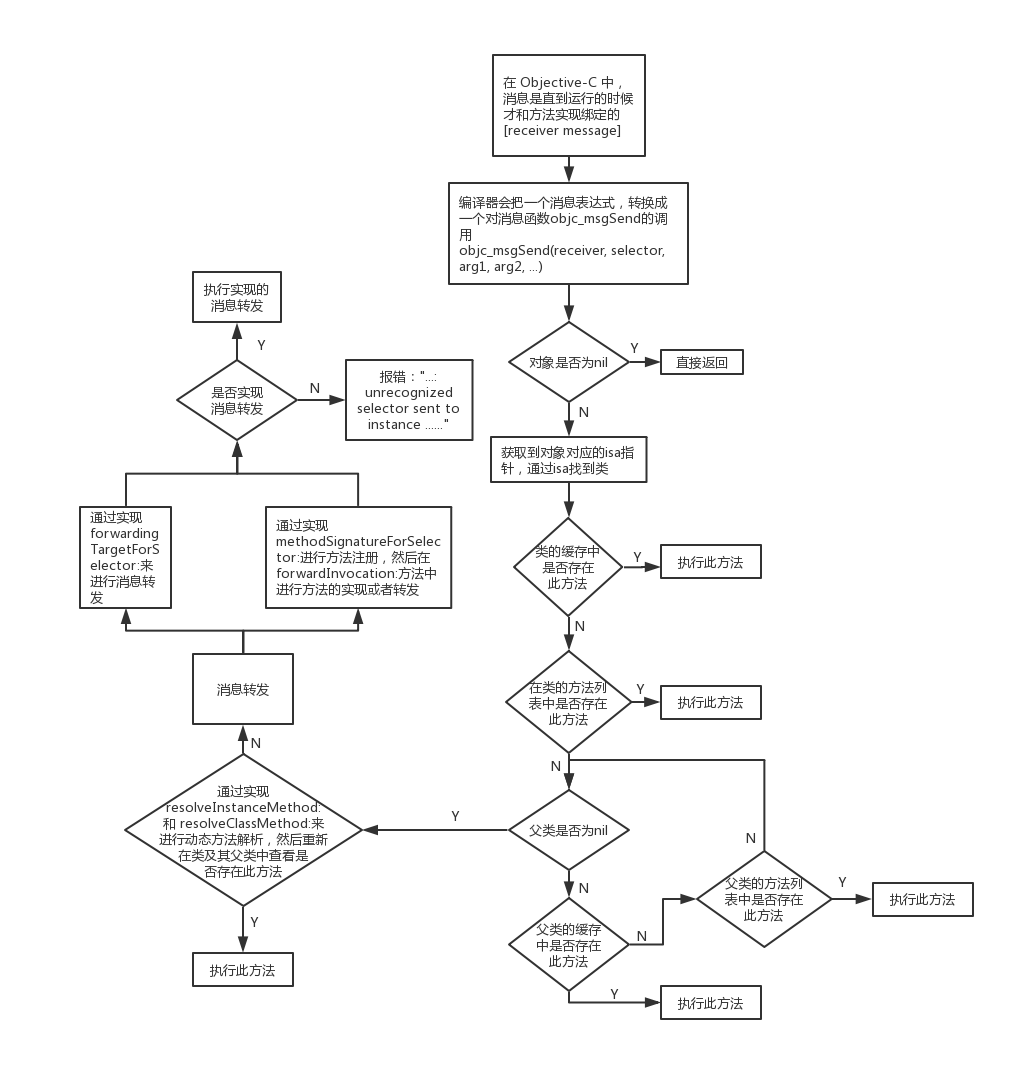 在 Objective-C 中，
消息是直到运行的时候
才和方法实现绑定的
[receiver message]
编译器会把一个消息表达式，转换成
一个对消息函数objc_msgSend的调
用
objc_msgSend(receiver, selector,
arg1, arg2, ...)
对象是否为nil
Y
直接返回
N
获取到对象对应的isa指
针，通过isa找到类
类的缓存中
是否存在
此方法
Y
执行此方法
N
在类的方法列
表中是否存在
此方法
Y
执行此方法
N
父类是否为nil
Y
N
父类的缓存
中是否存在
此方法
Y
执行此方法
N
父类的方法列
表中是否存在
此方法
N
Y
执行此方法
通过实现
resolveInstanceMethod:
和 resolveClassMethod:来
进行动态方法解析，然后重新
在类及其父类中查看是
否存在此方法
Y
执行此方法
N
消息转发
通过实现
forwarding
TargetForS
elector:来
进行消息转
发
通过实现
methodSignatureForSelec
tor:进行方法注册，然后在
forwardInvocation:方法中
进行方法的实现或者转发
是否实现
消息转发
Y
执行实现的
消息转发
N
报错："...:
unrecognized
selector sent to
instance ......"